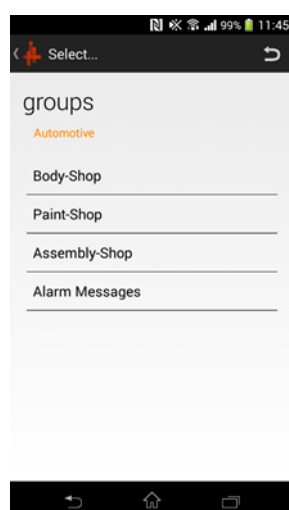 99% 11:45
Select...
groups
Automotive
Body-Shop
Paint-Shop
Assembly-Shop
Alarm Messages